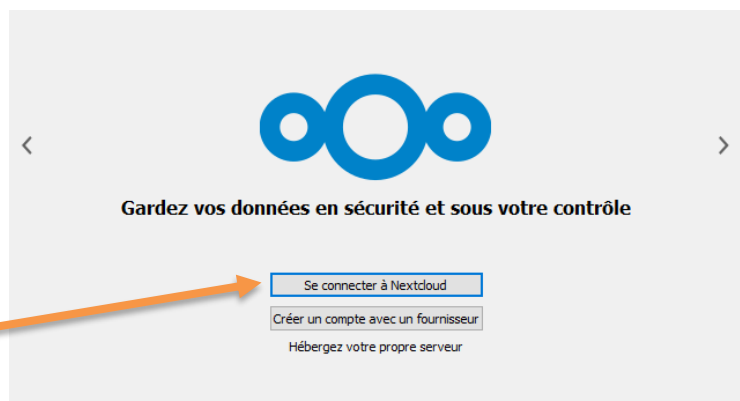 Gardez vos données en sécurité et sous votre contrôle
Se connecter à Nextcloud
Créer un compte avec un fournisseur
Hébergez votre propre serveur